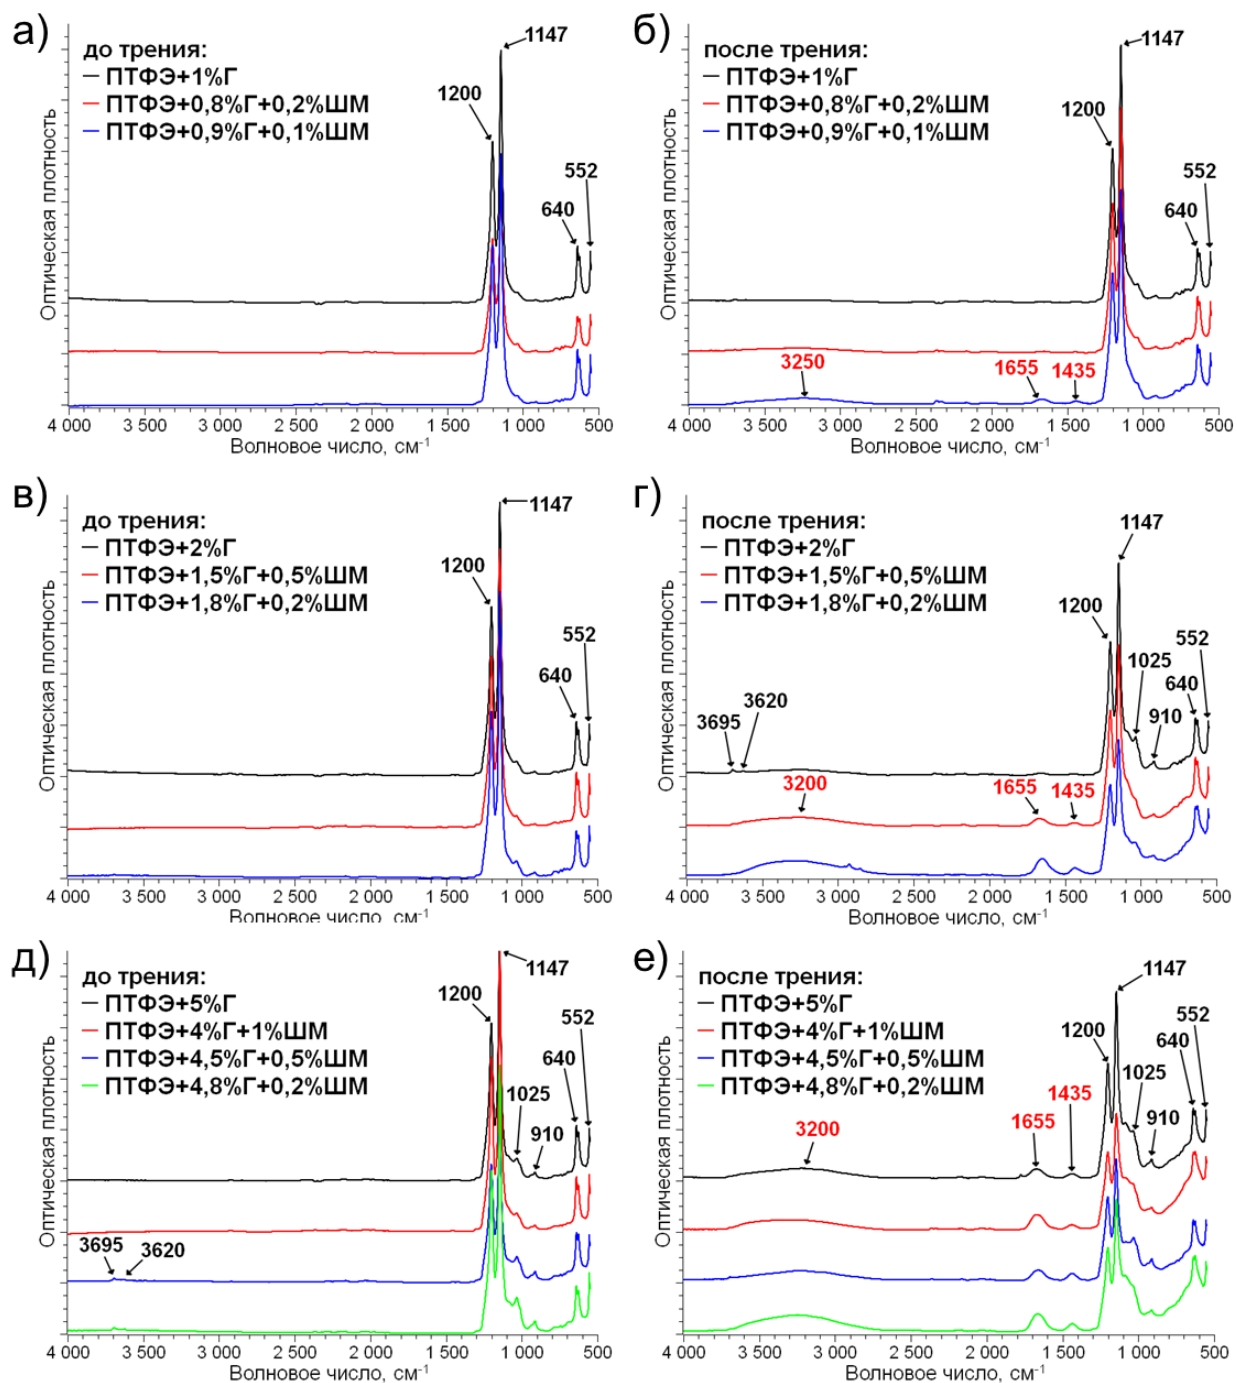 а)
до трения:
ПТФЭ+1%Г
ПТФЭ+0,8%Г+0,2%ШМ
ПТФЭ+0,9%Г+0,1%ШМ
1147
1200
552
640
Оптическая плотность
4 000 3 500 3 000 2 500 2 000 1 500 1 000 500
Волновое число, см-1
б)
после трения:
ПТФЭ+1%Г
ПТФЭ+0,8%Г+0,2%ШМ
ПТФЭ+0,9%Г+0,1%ШМ
1147
1200
552
640
3250
1655
1435
Оптическая плотность
4 000 3 500 3 000 2 500 2 000 1 500 1 000 500
Волновое число, см-1
в)
до трения:
ПТФЭ+2%Г
ПТФЭ+1,5%Г+0,5%ШМ
ПТФЭ+1,8%Г+0,2%ШМ
1147
1200
552
640
Оптическая плотность
4 000 3 500 3 000 2 500 2 000 1 500 1 000 500
Волновое число, см-1
г)
после трения:
ПТФЭ+2%Г
ПТФЭ+1,5%Г+0,5%ШМ
ПТФЭ+1,8%Г+0,2%ШМ
1147
1200
1025
552
640
910
3695
3620
3200
1655
1435
Оптическая плотность
4 000 3 500 3 000 2 500 2 000 1 500 1 000 500
Волновое число, см-1
д)
до трения:
ПТФЭ+5%Г
ПТФЭ+4%Г+1%ШМ
ПТФЭ+4,5%Г+0,5%ШМ
ПТФЭ+4,8%Г+0,2%ШМ
1147
1200
552
640
1025
910
3695
3620
Оптическая плотность
4 000 3 500 3 000 2 500 2 000 1 500 1 000 500
Волновое число, см-1
е)
после трения:
ПТФЭ+5%Г
ПТФЭ+4%Г+1%ШМ
ПТФЭ+4,5%Г+0,5%ШМ
ПТФЭ+4,8%Г+0,2%ШМ
1147
1200
552
640
1025
910
1435
1655
3200
Оптическая плотность
4 000 3 500 3 000 2 500 2 000 1 500 1 000 500
Волновое число, см-1